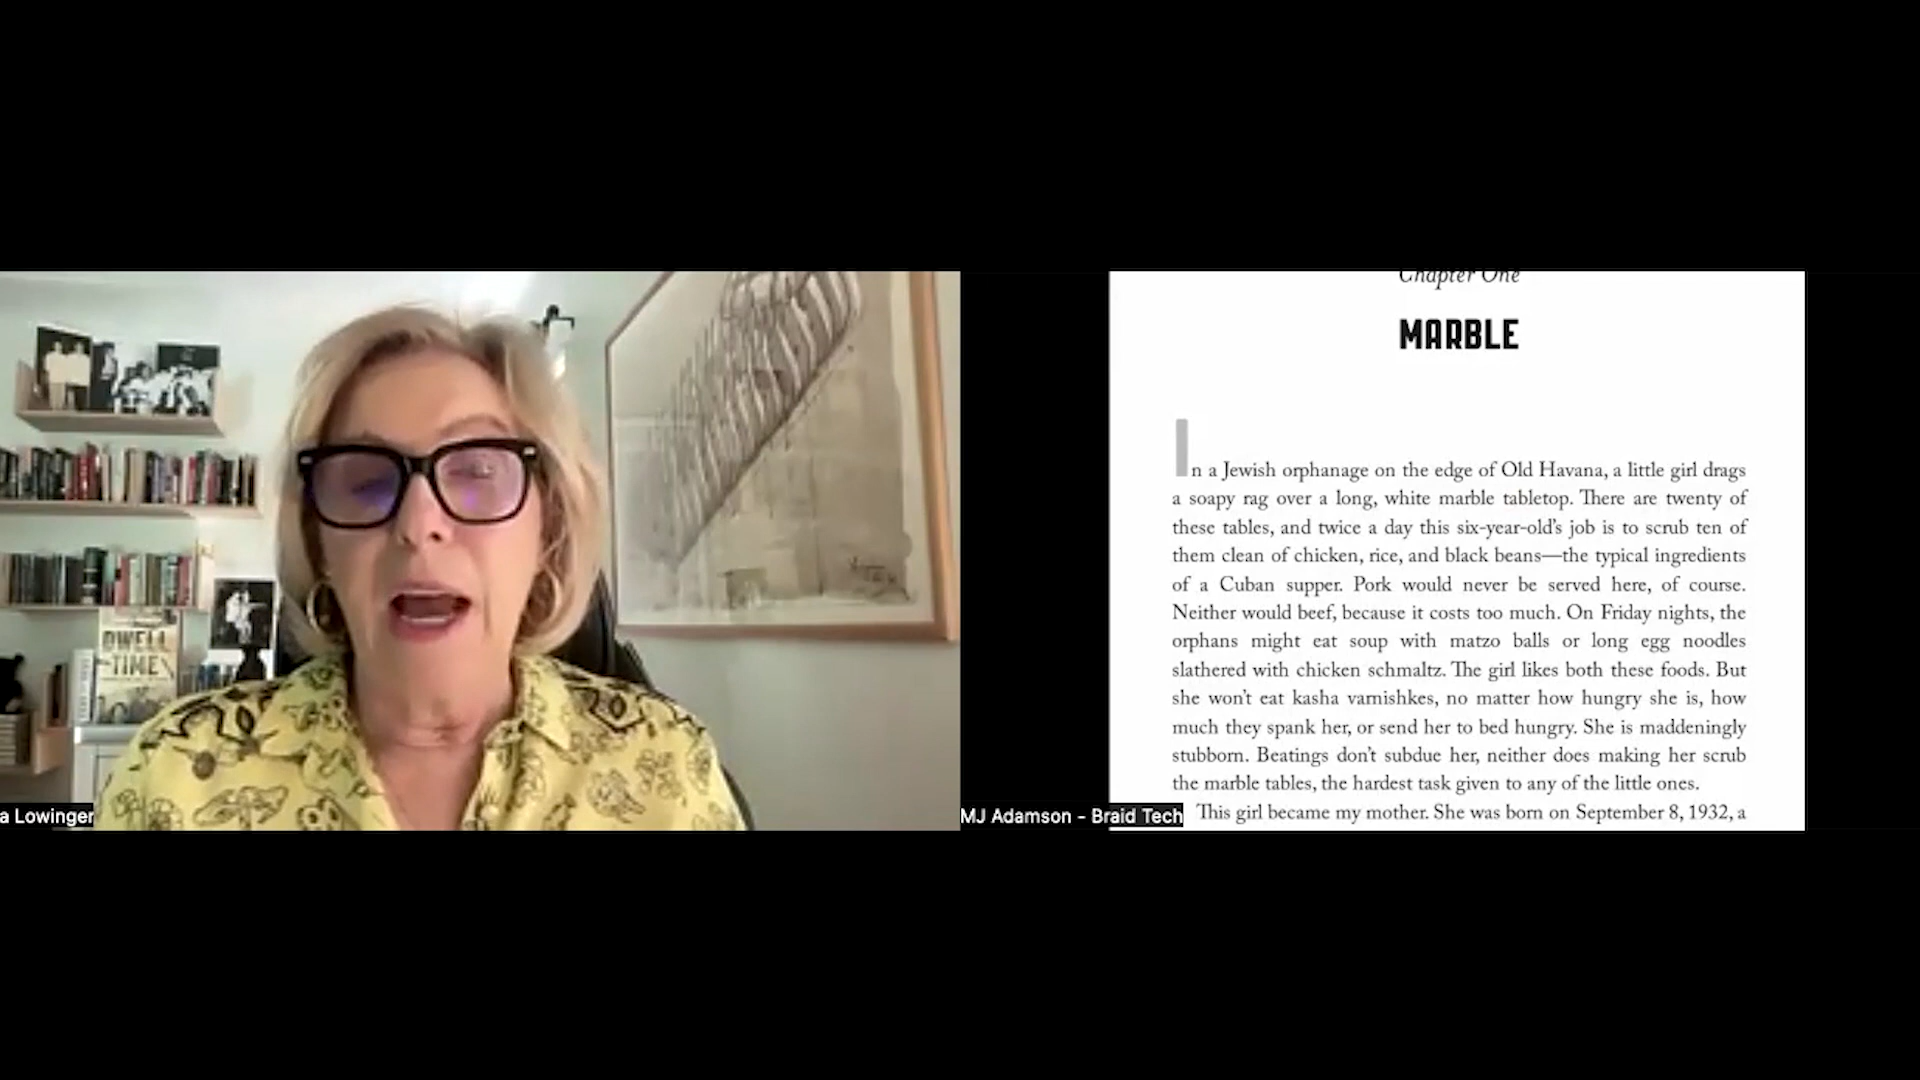 DWELL
TIME
a Lowinger
MJ Adamson - Braid Tech
Chapter One
MARBLE
In a Jewish orphanage on the edge of Old Havana, a little girl drags
a soapy rag over a long, white marble tabletop. There are twenty of
these tables, and twice a day this six-year-old's job is to scrub ten of
them clean of chicken, rice, and black beans—the typical ingredients
of a Cuban supper. Pork would never be served here, of course.
Neither would beef, because it costs too much. On Friday nights, the
orphans might eat soup with matzo balls or long egg noodles
slathered with chicken schmaltz. The girl likes both these foods. But
she won't eat kasha varnishkes, no matter how hungry she is, how
much they spank her, or send her to bed hungry. She is maddeningly
stubborn. Beatings don't subdue her, neither does making her scrub
the marble tables, the hardest task given to any of the little ones.
This girl became my mother. She was born on September 8, 1932, a